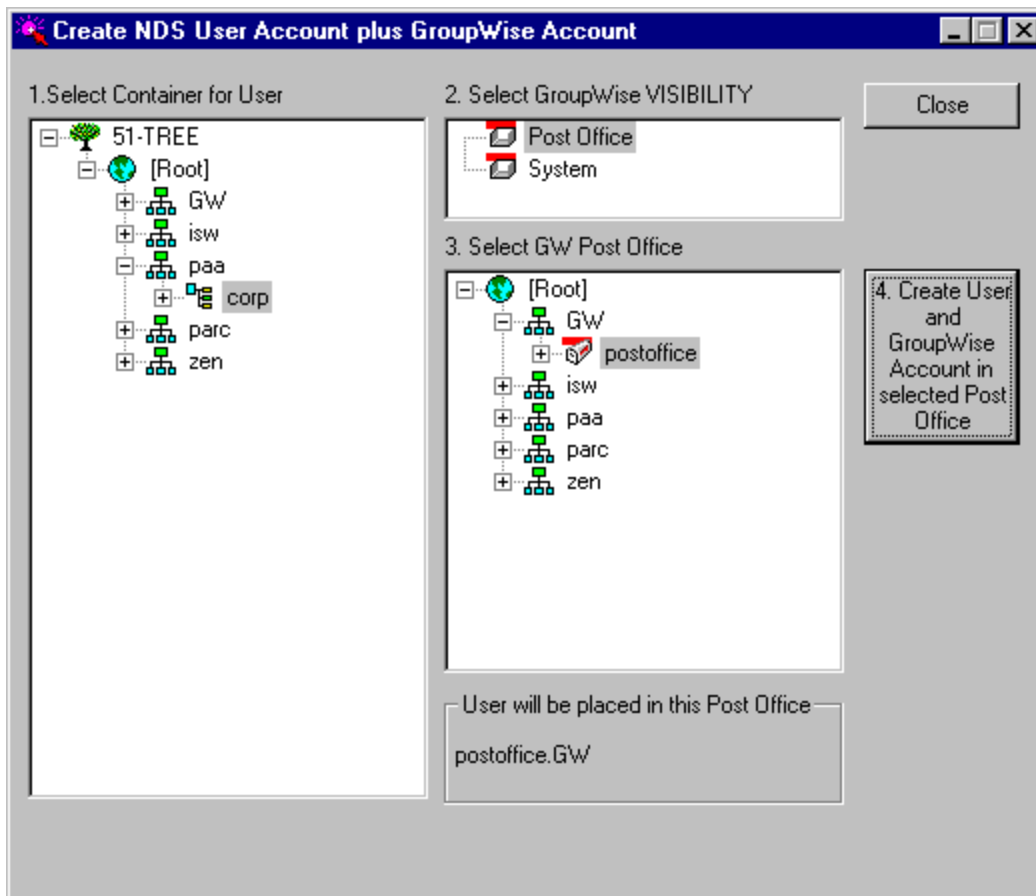 Create NDS User Account plus GroupWise Account
1.Select Container for User
51-TREE
[Root]
GW
isw
paa
corp
parc
zen
2. Select GroupWise VISIBILITY
Post Office
System
3. Select GW Post Office
[Root]
GW
postoffice
isw
paa
parc
zen
User will be placed in this Post Office
postoffice.GW
Close
4. Create User
and
GroupWise
Account in
selected Post
Office